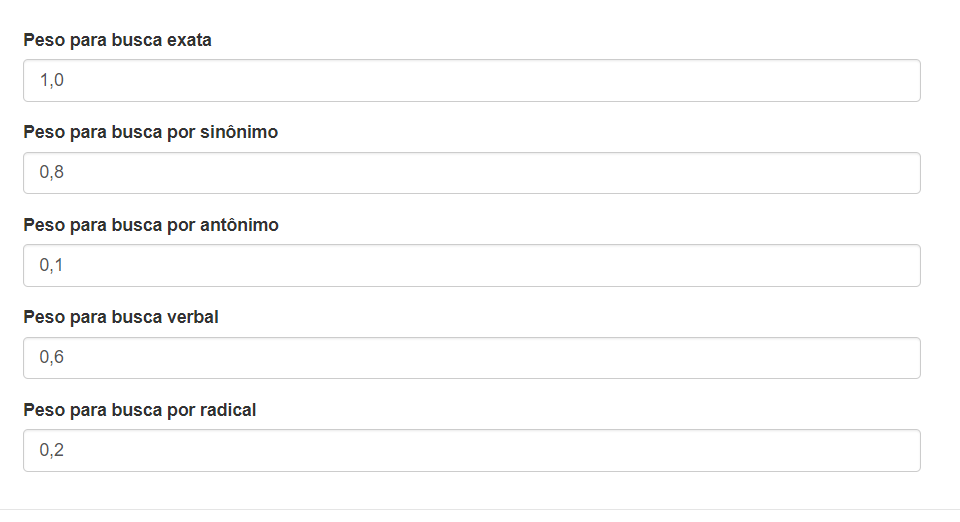 Peso para busca exata
1,0
Peso para busca por sinônimo
0,8
Peso para busca por antônimo
0,1
Peso para busca verbal
0,6
Peso para busca por radical
0,2